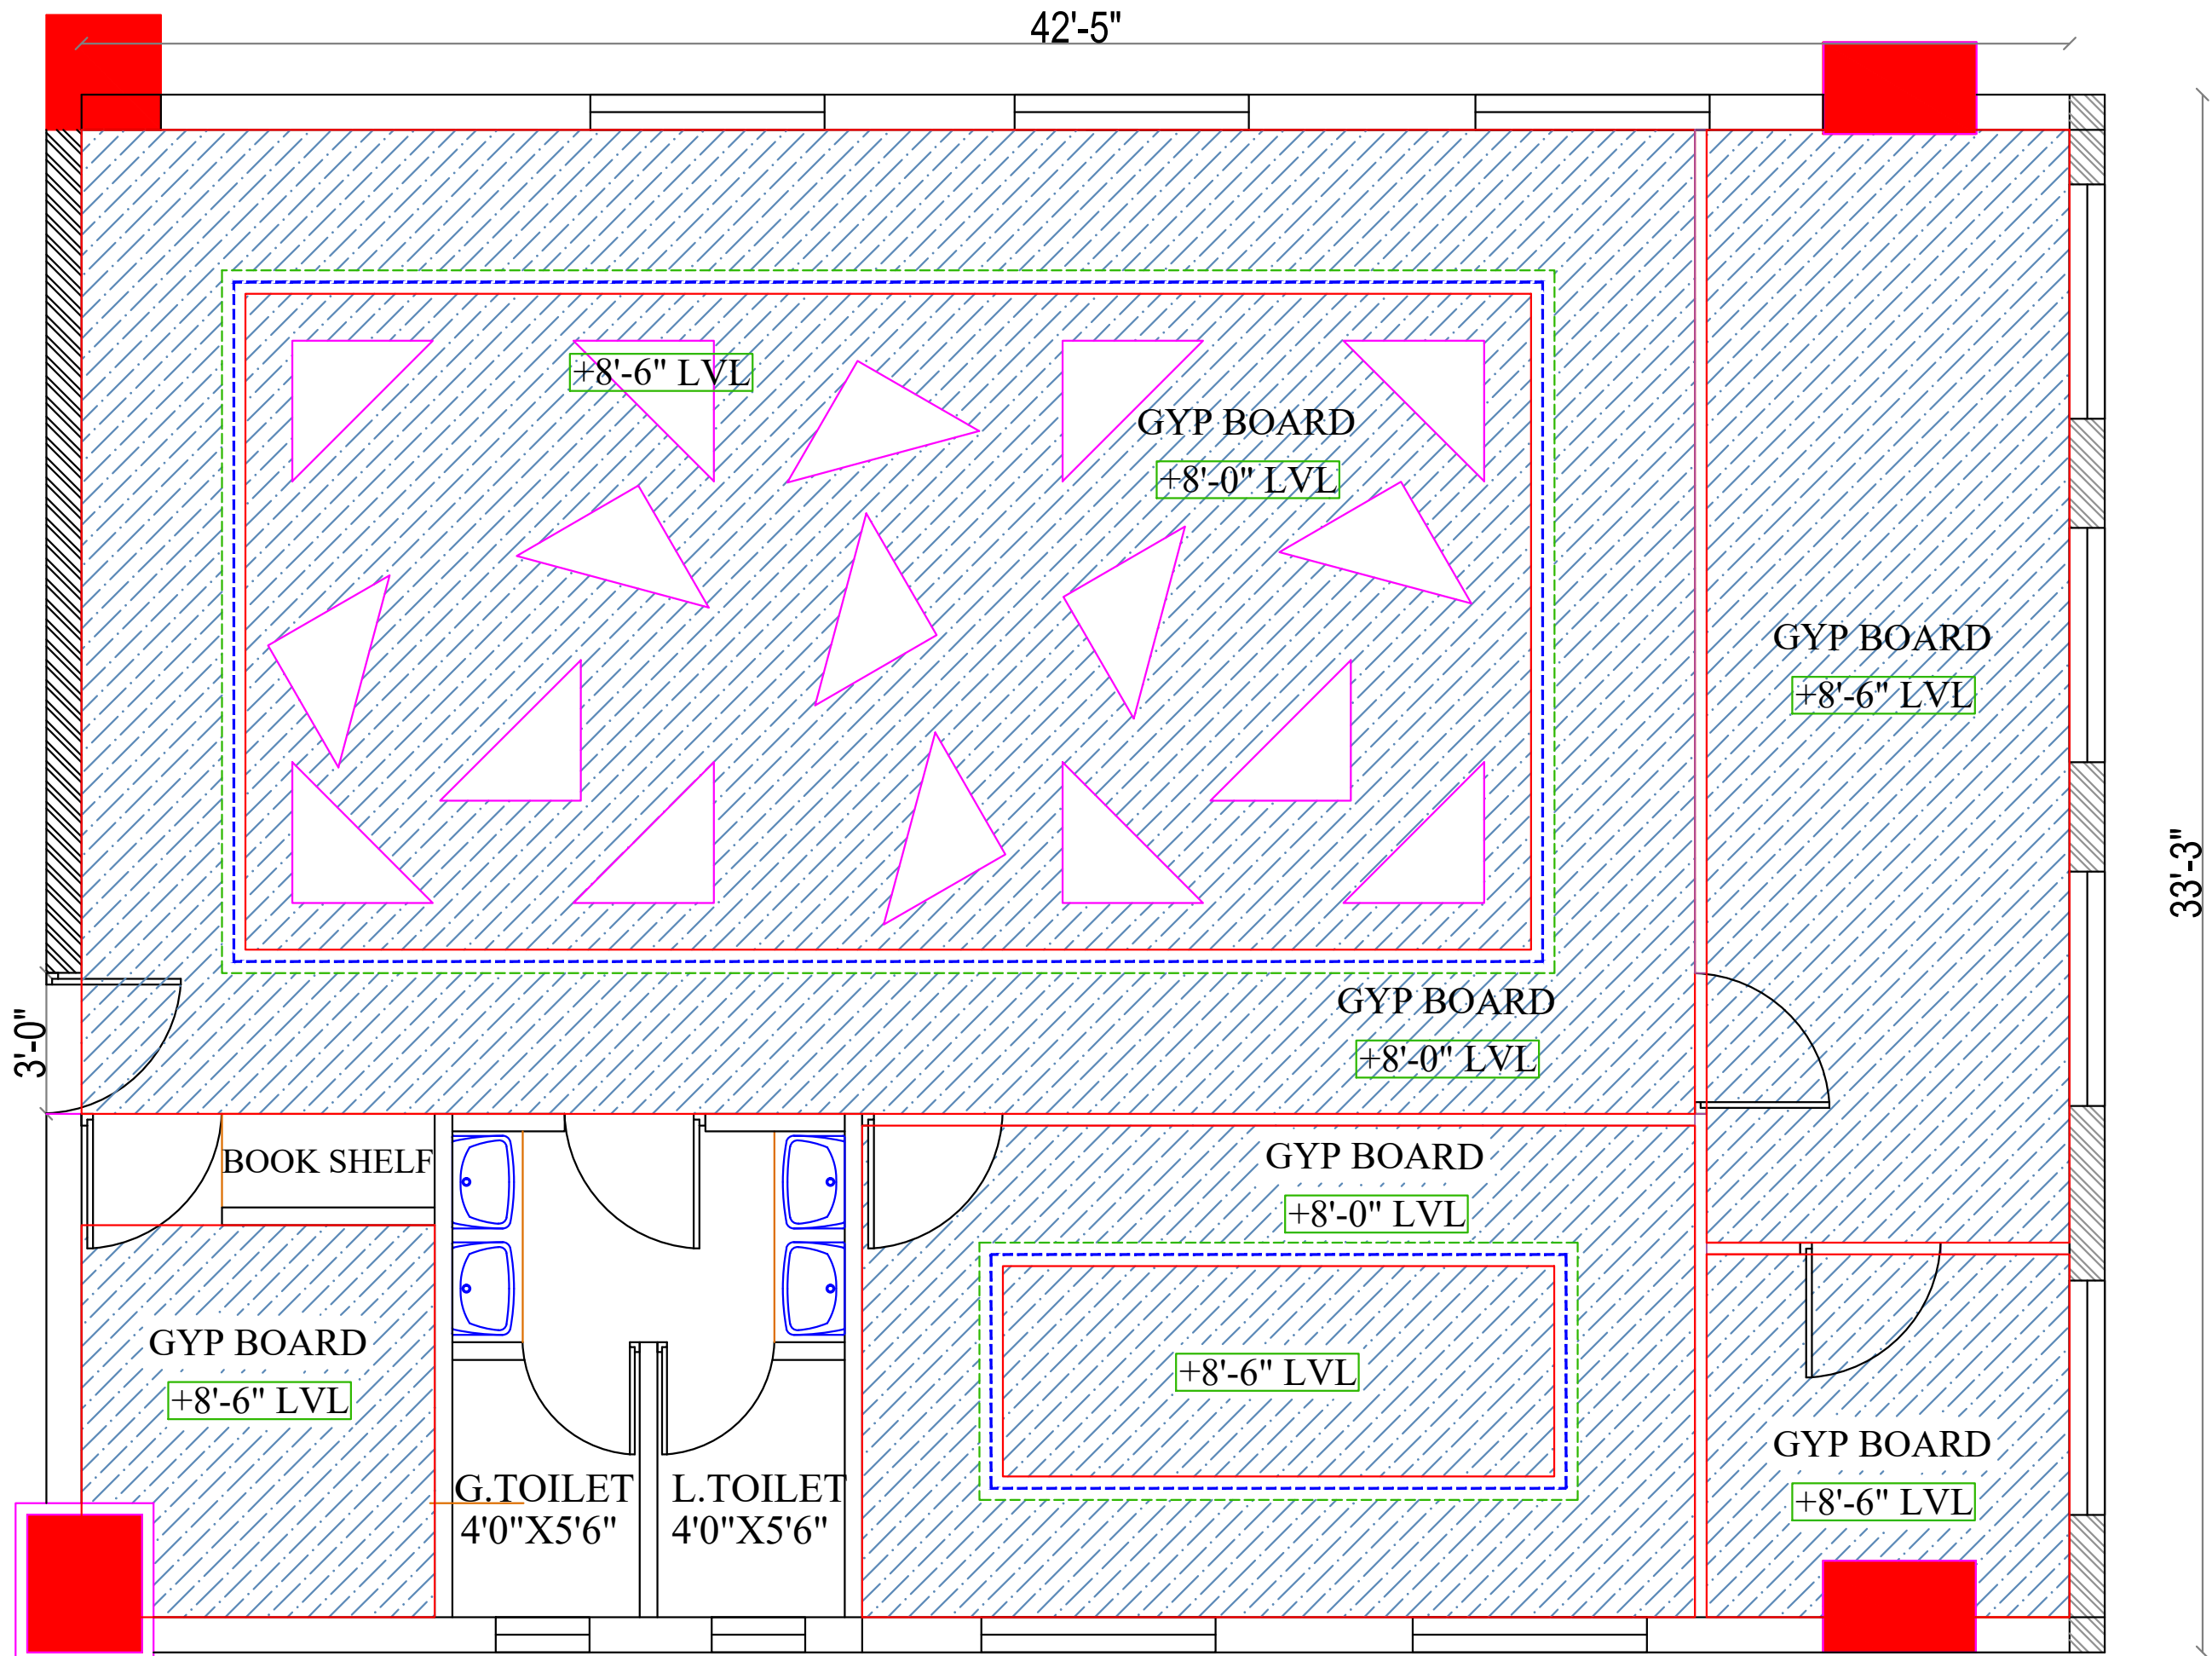 42'-5"
+8'-6" LVL
GYP BOARD
+8'-0" LVL
GYP BOARD
+8'-6" LVL
33'-3"
GYP BOARD
+8'-0" LVL
3'-0"
BOOK SHELF
GYP BOARD
+8'-0" LVL
GYP BOARD
+8'-6" LVL
+8'-6" LVL
GYP BOARD
+8'-6" LVL
G.TOILET
4'0"X5'6"
L.TOILET
4'0"X5'6"